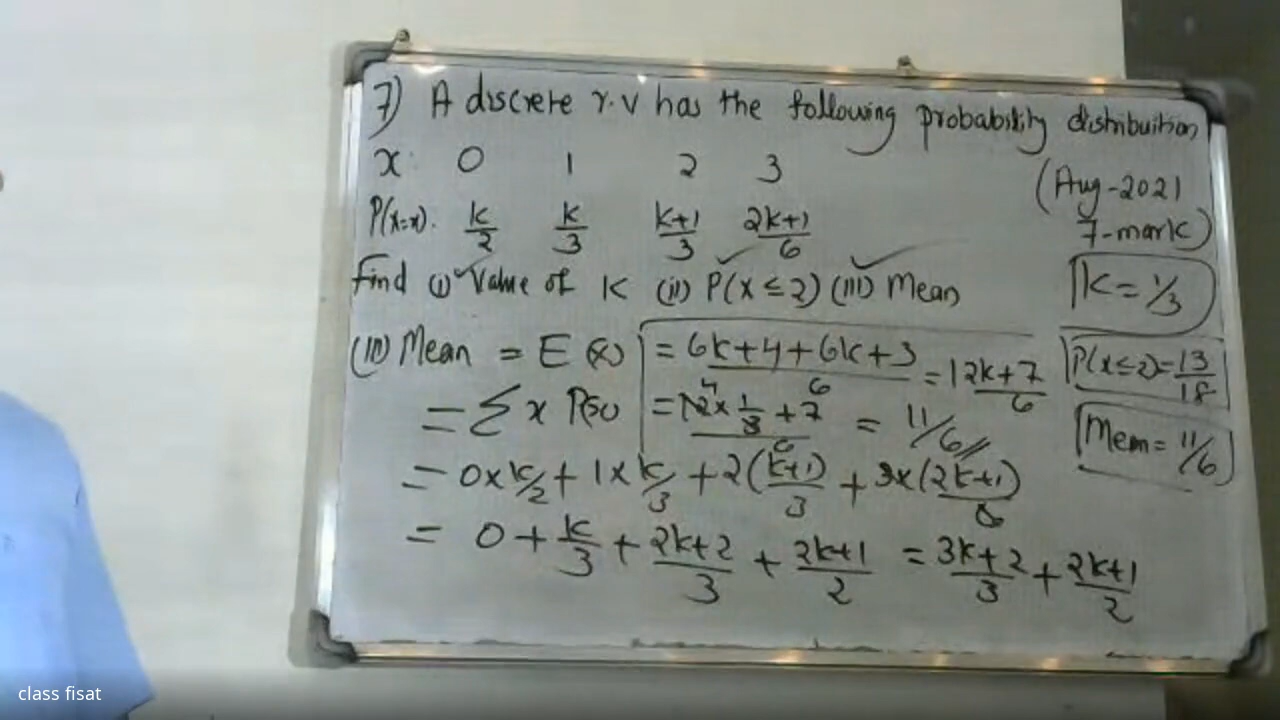 7) A discrete r.v has the following probability distribuition
x: 0 1 2 3
(Aug-2021
7-mark)
P(x=x): k/2 k/3 k+1/3 2k+1/6
Find (i) Value of K (ii) P(x ≤ 2) (iii) Mean
k = 1/3
(iii) Mean = E(x)
= 6k+4+6k+3/6 = 12k+7/6
P(x≤2) = 13/18
= Σ x P(x)
= 12 x 1/3 + 7/6 = 11/6
Mean = 11/6
= 0 x k/2 + 1 x k/3 + 2(k+1)/3 + 3x(2k+1)/6
= 0 + k/3 + 2k+2/3 + 2k+1/2 = 3k+2/3 + 2k+1/2
class fisat